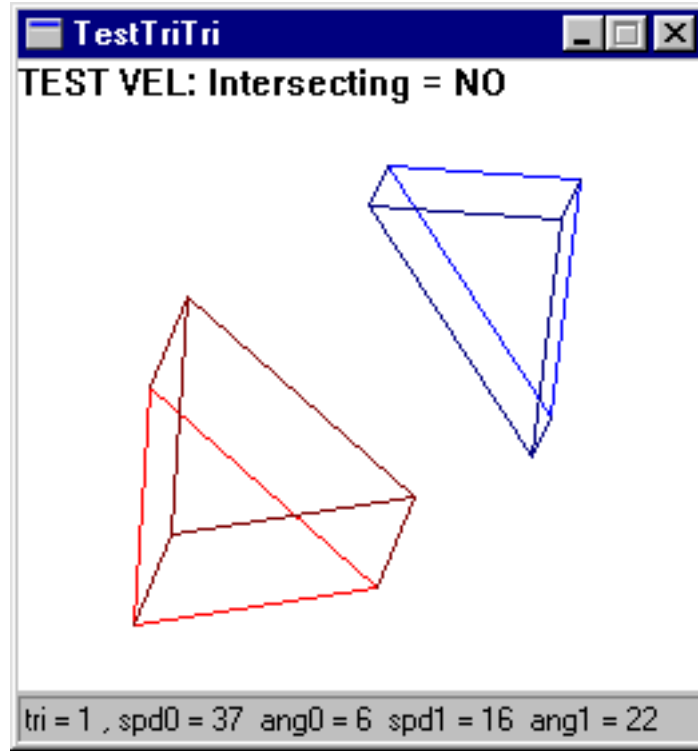 TestTriTri
TEST VEL: Intersecting = NO
tri = 1 , spd0 = 37 ang0 = 6 spd1 = 16 ang1 = 22